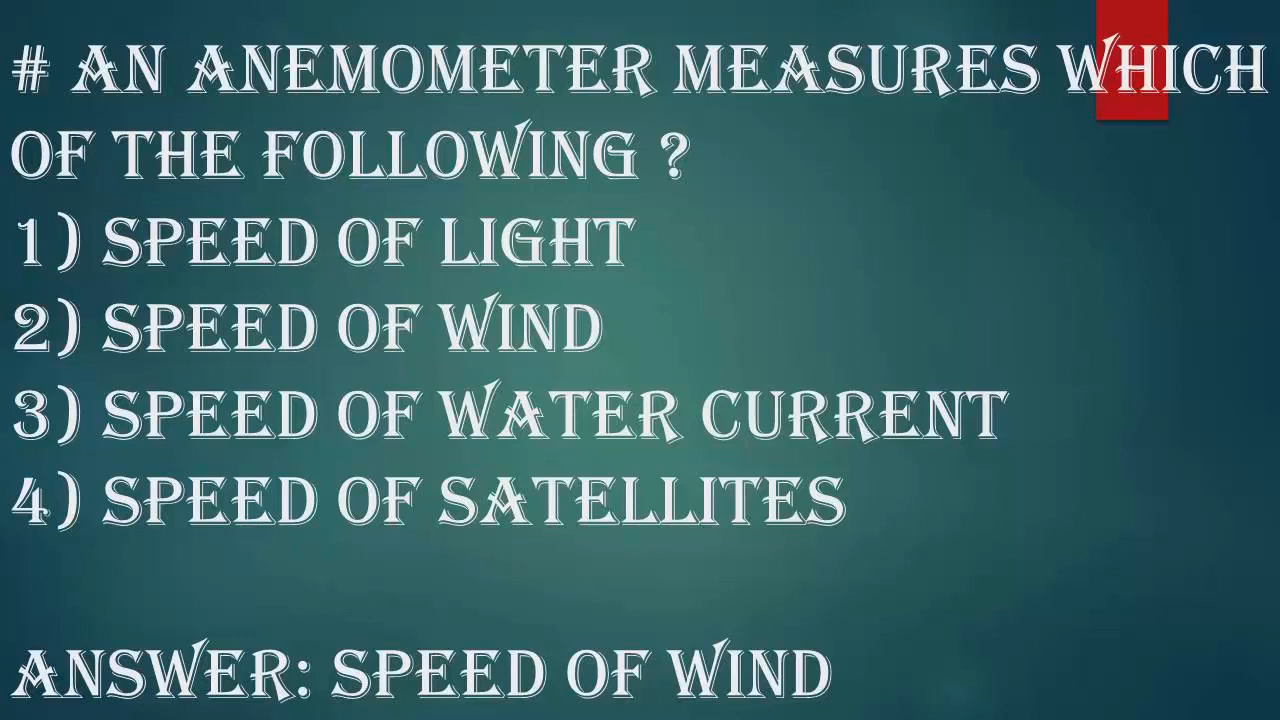 # AN ANEMOMETER MEASURES WHICH
OF THE FOLLOWING ?
1) SPEED OF LIGHT
2) SPEED OF WIND
3) SPEED OF WATER CURRENT
4) SPEED OF SATELLITES
ANSWER: SPEED OF WIND